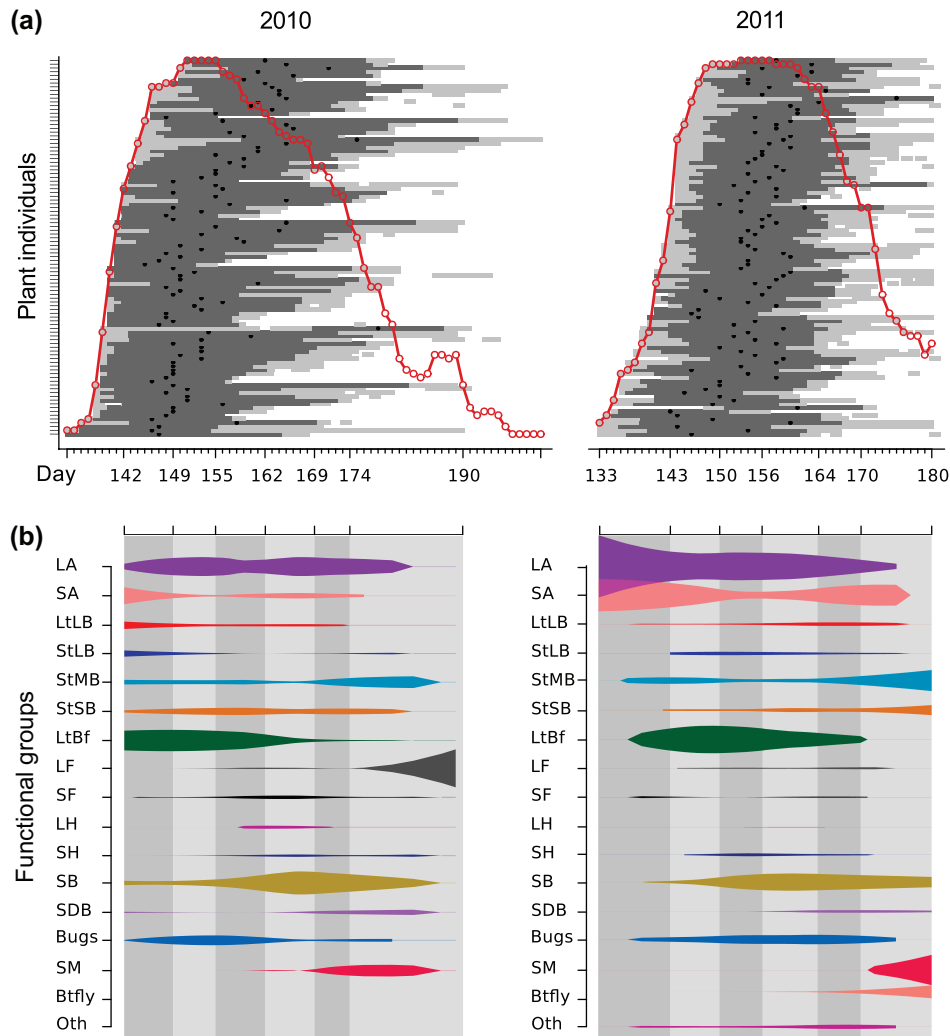 (a)
2010
2011
Plant individuals
Day 142 149 155 162 169 174 190
133 143 150 156 164 170 180
(b)
Functional groups
LA
SA
LtLB
StLB
StMB
StSB
LtBf
LF
SF
LH
SH
SB
SDB
Bugs
SM
Btfly
Oth
LA
SA
LtLB
StLB
StMB
StSB
LtBf
LF
SF
LH
SH
SB
SDB
Bugs
SM
Btfly
Oth